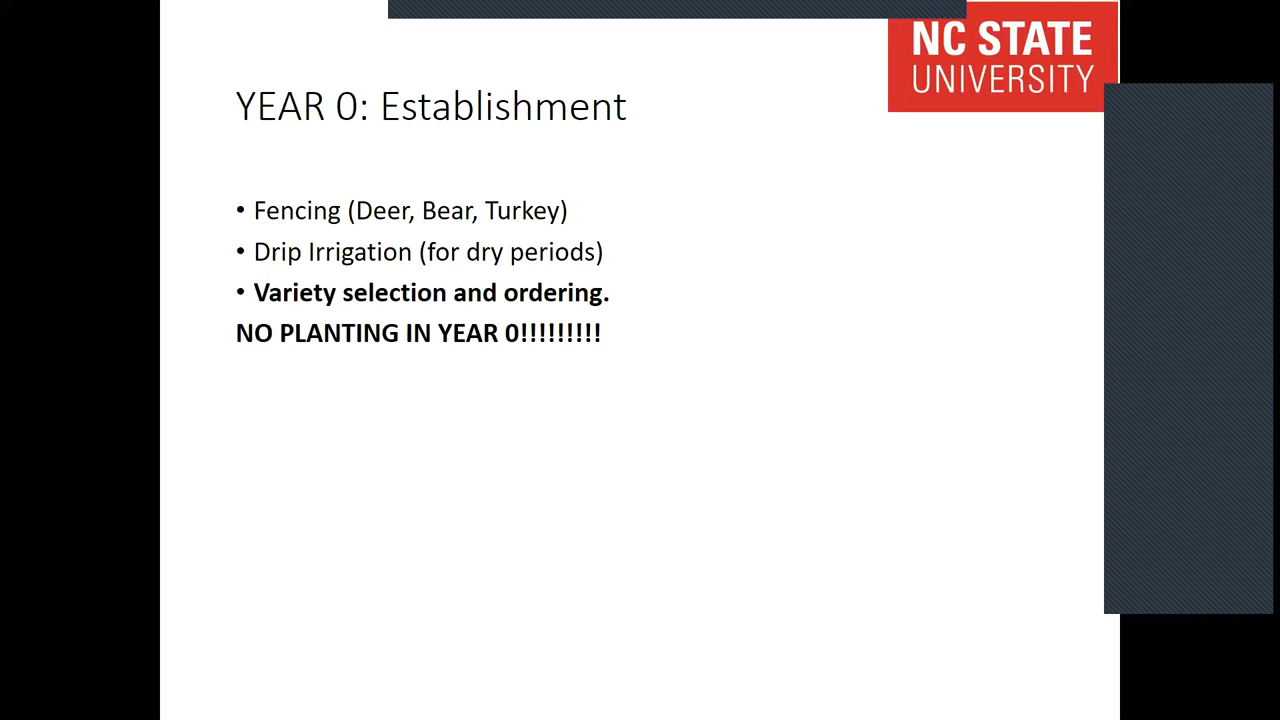 NC STATE
UNIVERSITY
YEAR 0: Establishment
• Fencing (Deer, Bear, Turkey)
• Drip Irrigation (for dry periods)
• Variety selection and ordering.
NO PLANTING IN YEAR 0!!!!!!!!!